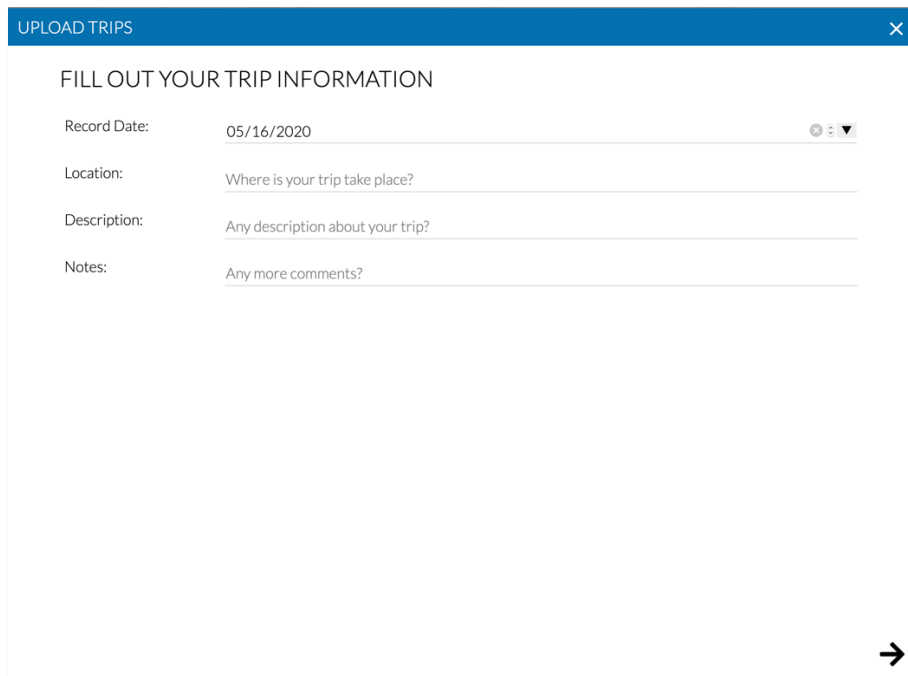 UPLOAD TRIPS
FILL OUT YOUR TRIP INFORMATION
Record Date: 05/16/2020
Location: Where is your trip take place?
Description: Any description about your trip?
Notes: Any more comments?